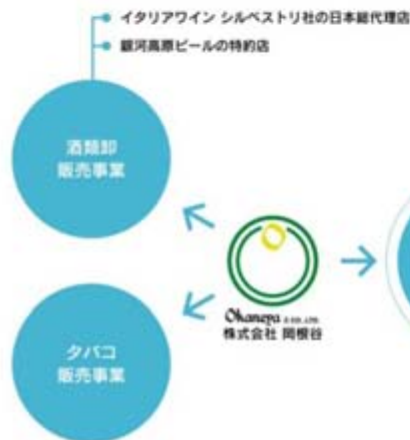 イタリアワイン シルベストリ社の日本総代理店
銀河高原ビールの特約店
酒類卸
販売事業
Okaneya & CO.,LTD.
株式会社 岡根谷
タバコ
販売事業